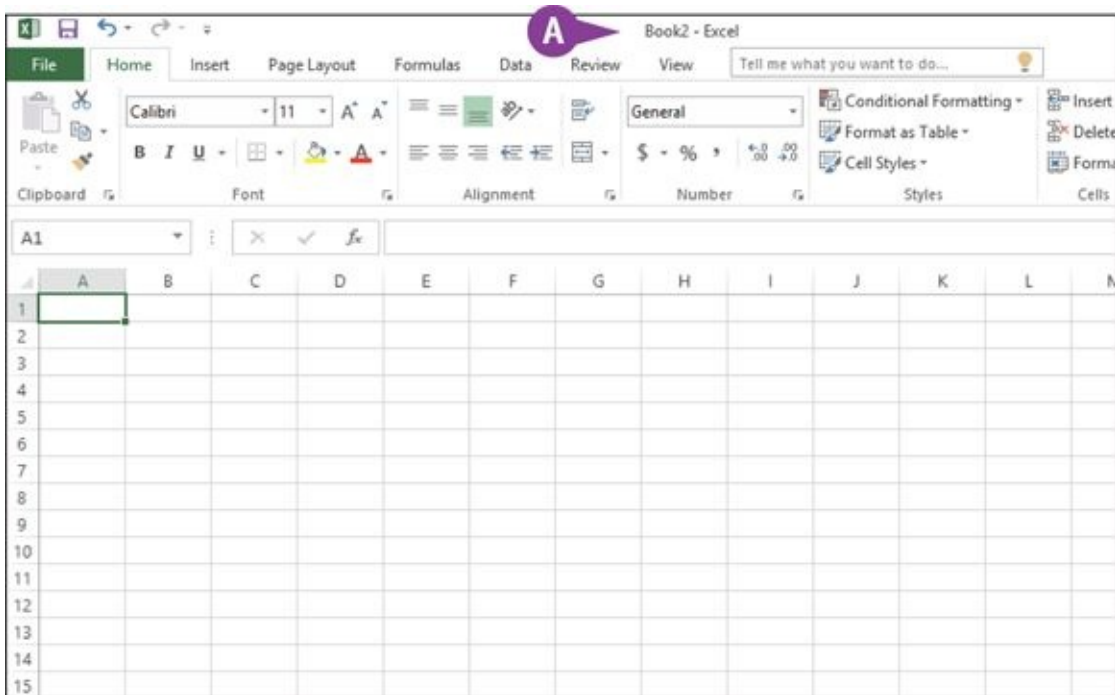 A Book2 - Excel
File Home Insert Page Layout Formulas Data Review View Tell me what you want to do...
Calibri 11 General Conditional Formatting Insert
Paste Format as Table Delete
B I U $ % , Cell Styles Forma
Clipboard Font Alignment Number Styles Cells
A1 fx
A B C D E F G H I J K L
1
2
3
4
5
6
7
8
9
10
11
12
13
14
15